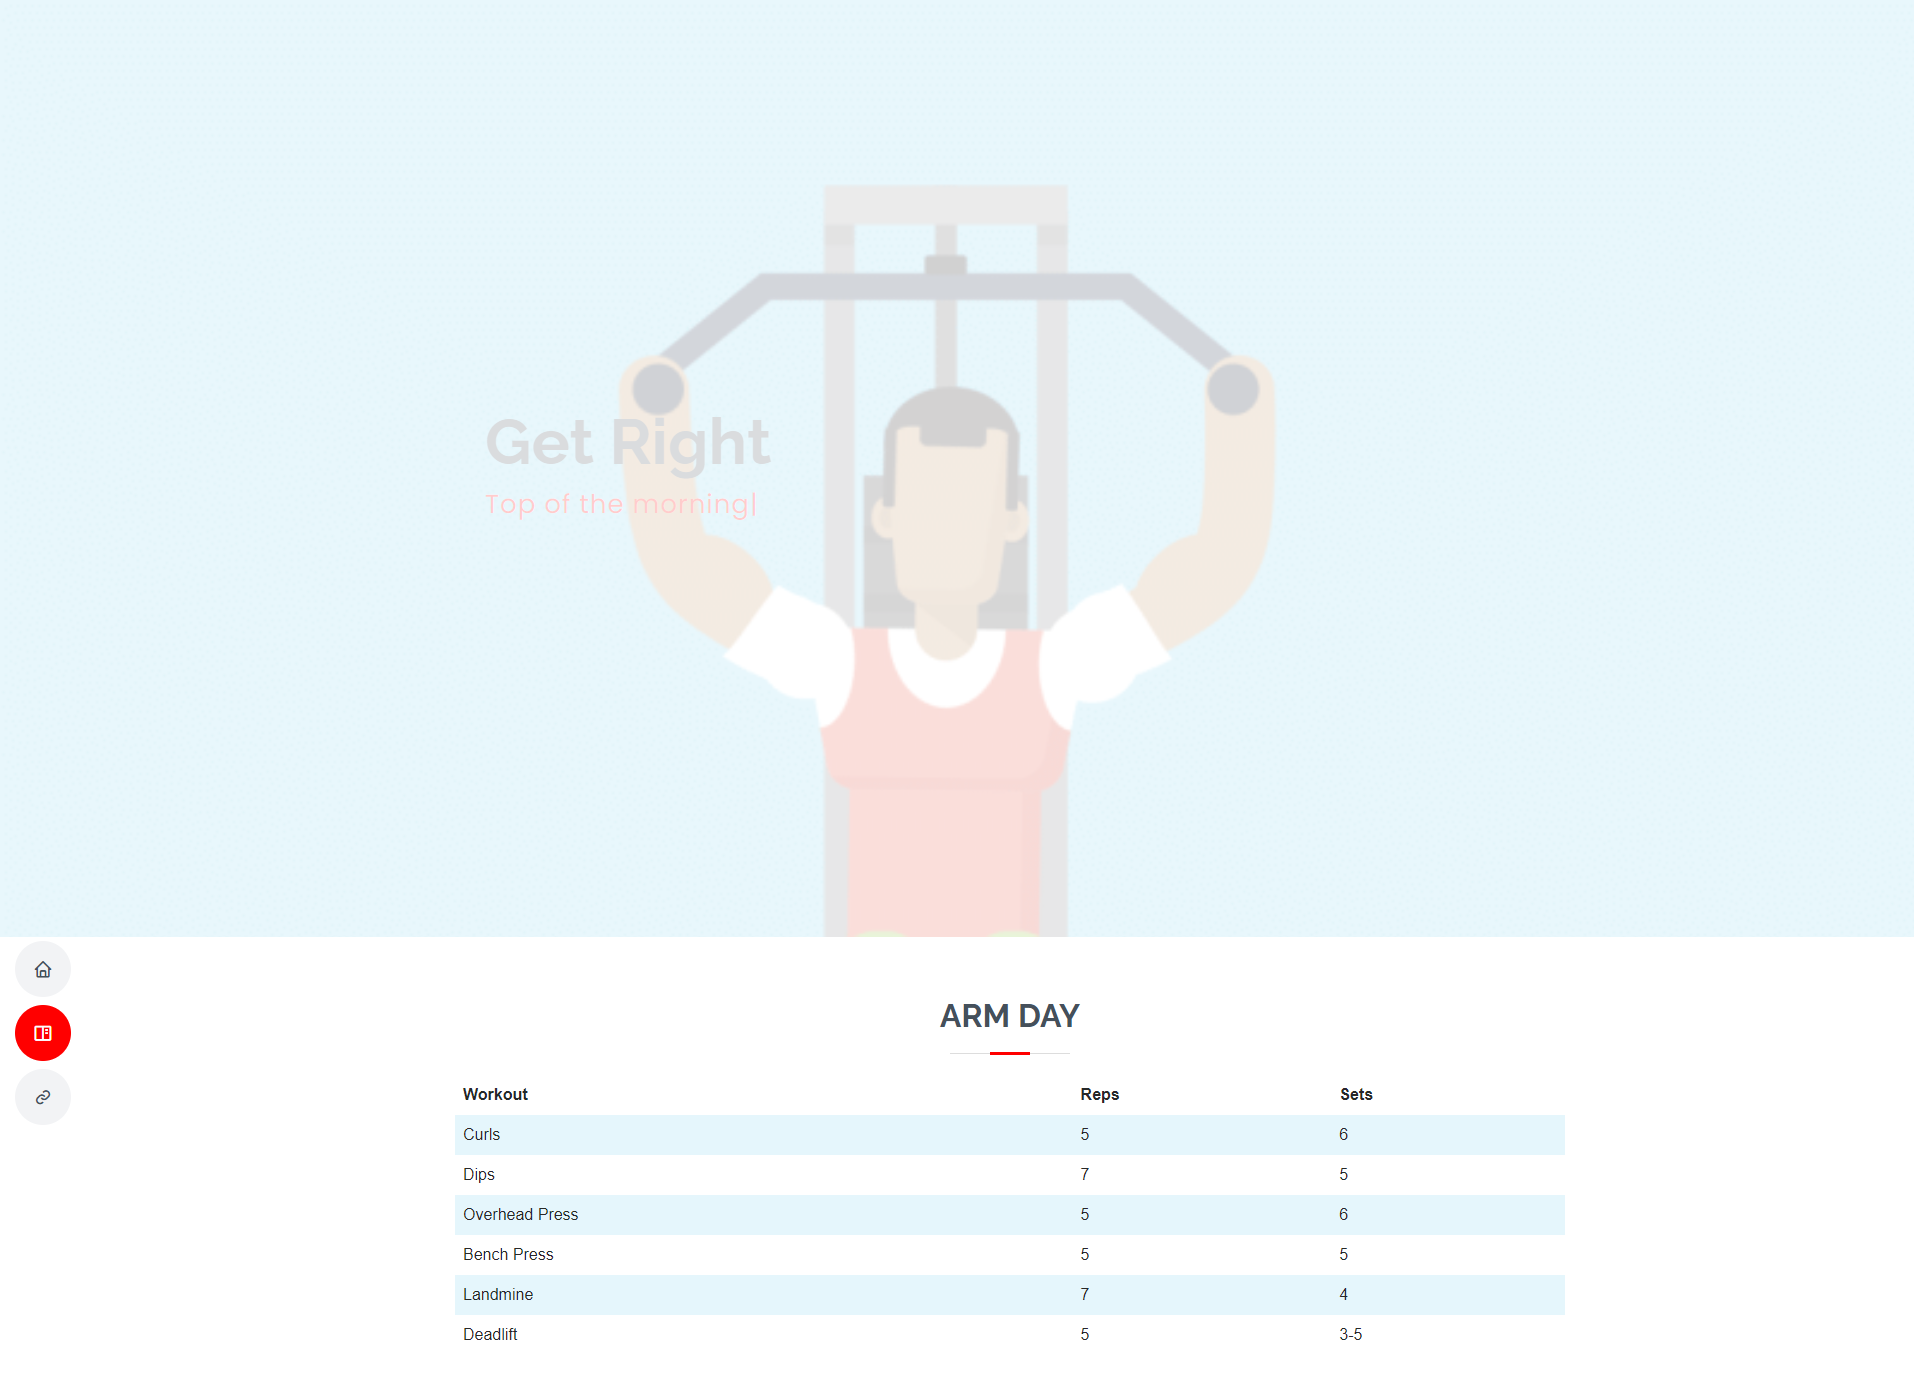 Get Right
Top of the morning|
ARM DAY
Workout Reps Sets
Curls 5 6
Dips 7 5
Overhead Press 5 6
Bench Press 5 5
Landmine 7 4
Deadlift 5 3-5